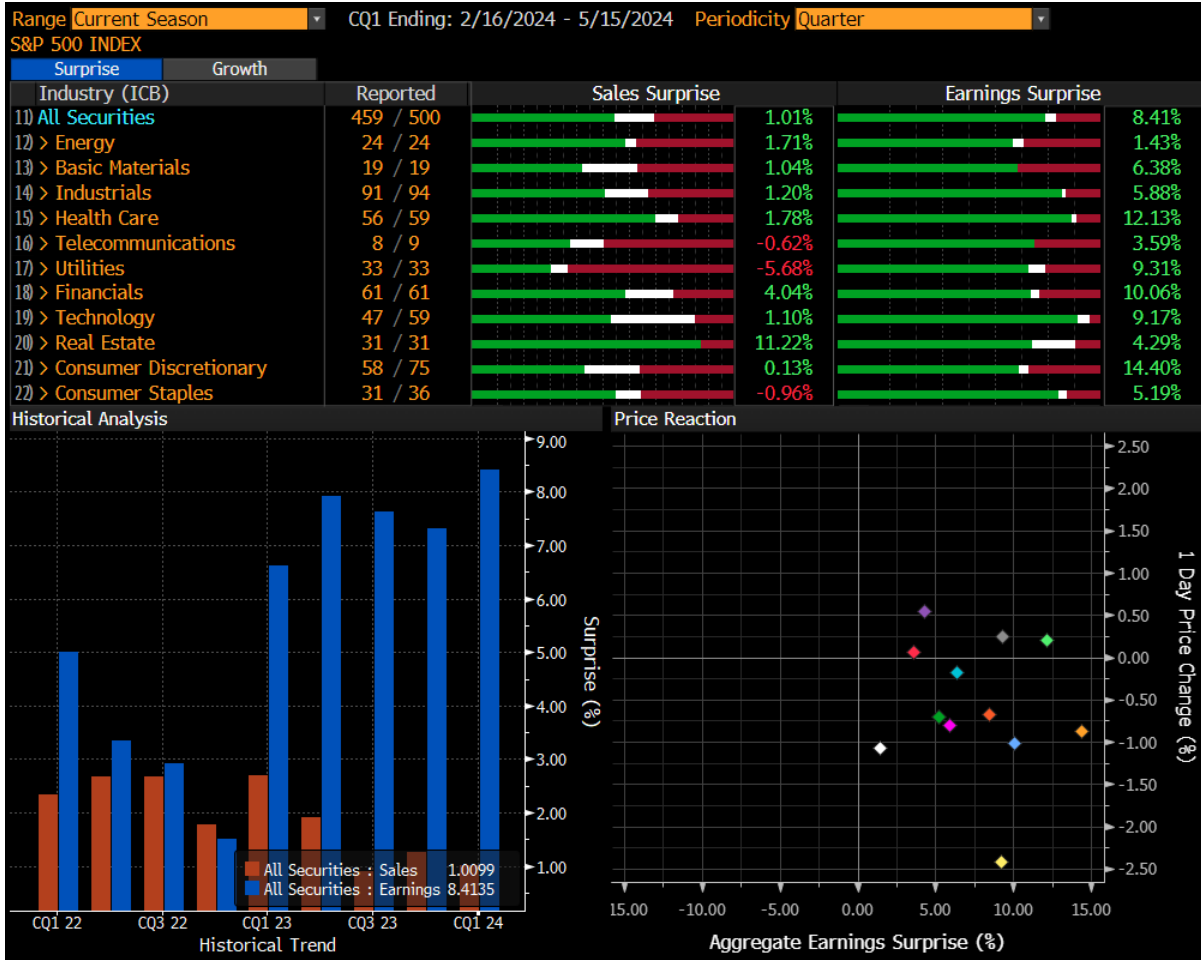 Range Current Season CQ1 Ending: 2/16/2024 - 5/15/2024 Periodicity Quarter
S&P 500 INDEX
Surprise Growth
Industry (ICB) Reported Sales Surprise Earnings Surprise
11) All Securities 459 / 500 1.01% 8.41%
12) > Energy 24 / 24 1.71% 1.43%
13) > Basic Materials 19 / 19 1.04% 6.38%
14) > Industrials 91 / 94 1.20% 5.88%
15) > Health Care 56 / 59 1.78% 12.13%
16) > Telecommunications 8 / 9 -0.62% 3.59%
17) > Utilities 33 / 33 -5.68% 9.31%
18) > Financials 61 / 61 4.04% 10.06%
19) > Technology 47 / 59 1.10% 9.17%
20) > Real Estate 31 / 31 11.22% 4.29%
21) > Consumer Discretionary 58 / 75 0.13% 14.40%
22) > Consumer Staples 31 / 36 -0.96% 5.19%
Historical Analysis
9.00
8.00
7.00
6.00
5.00
4.00
3.00
2.00
1.00
Surprise (%)
All Securities : Sales 1.0099
All Securities : Earnings 8.4135
CQ1 22 CQ3 22 CQ1 23 CQ3 23 CQ1 24
Historical Trend
Price Reaction
2.50
2.00
1.50
1.00
0.50
0.00
-0.50
-1.00
-1.50
-2.00
-2.50
1 Day Price Change (%)
15.00 -10.00 -5.00 0.00 5.00 10.00 15.00
Aggregate Earnings Surprise (%)